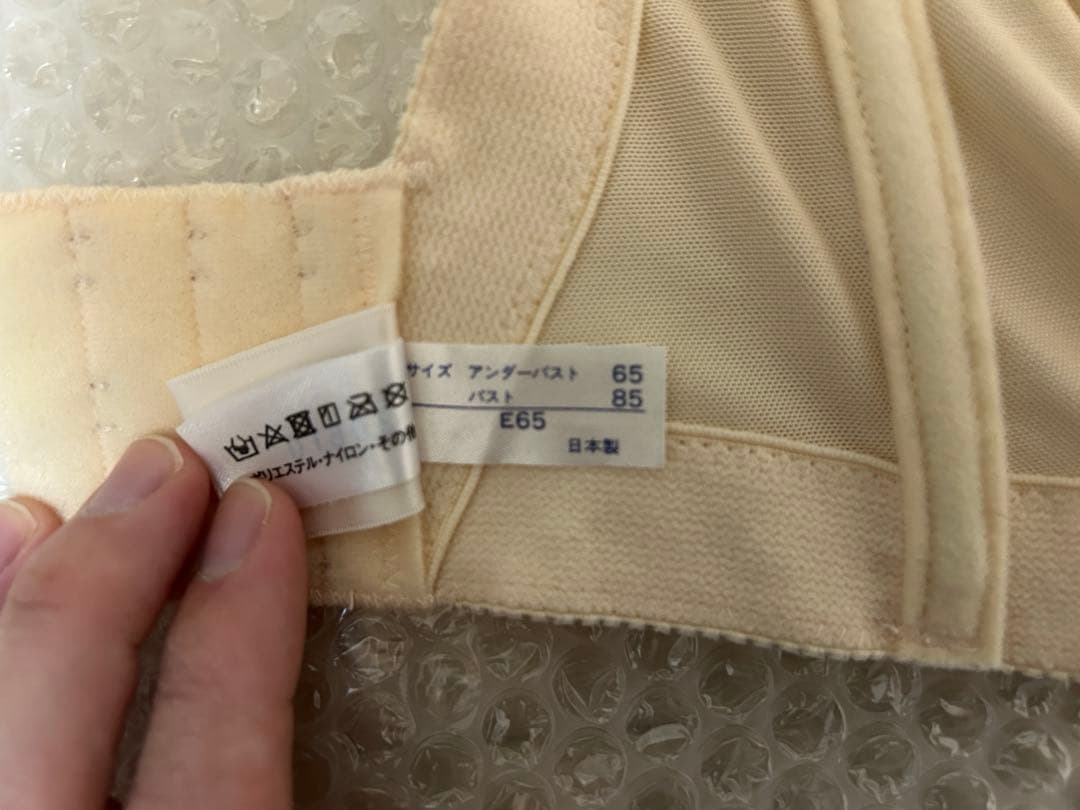 サイズ アンダーバスト 65
バスト 85
E65
日本製
ポリエステル・ナイロン・その他